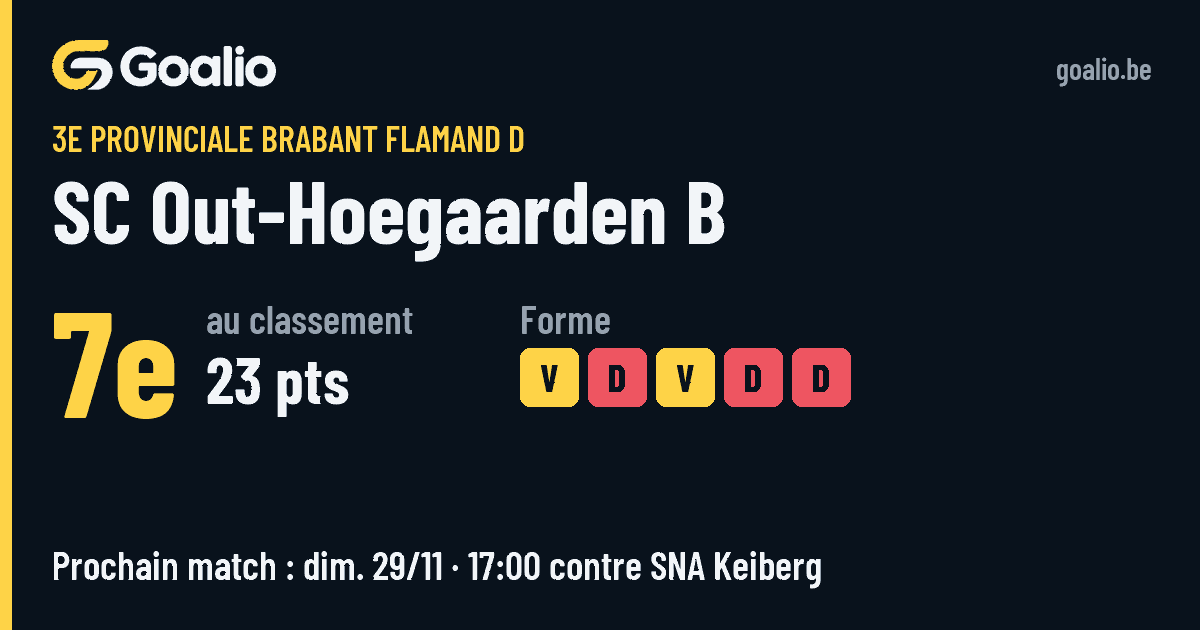 Goalio
goalio.be
3E PROVINCIALE BRABANT FLAMAND D
SC Out-Hoegaarden B
7e
au classement
23 pts
Forme
V D V D D
Prochain match : dim. 29/11 · 17:00 contre SNA Keiberg